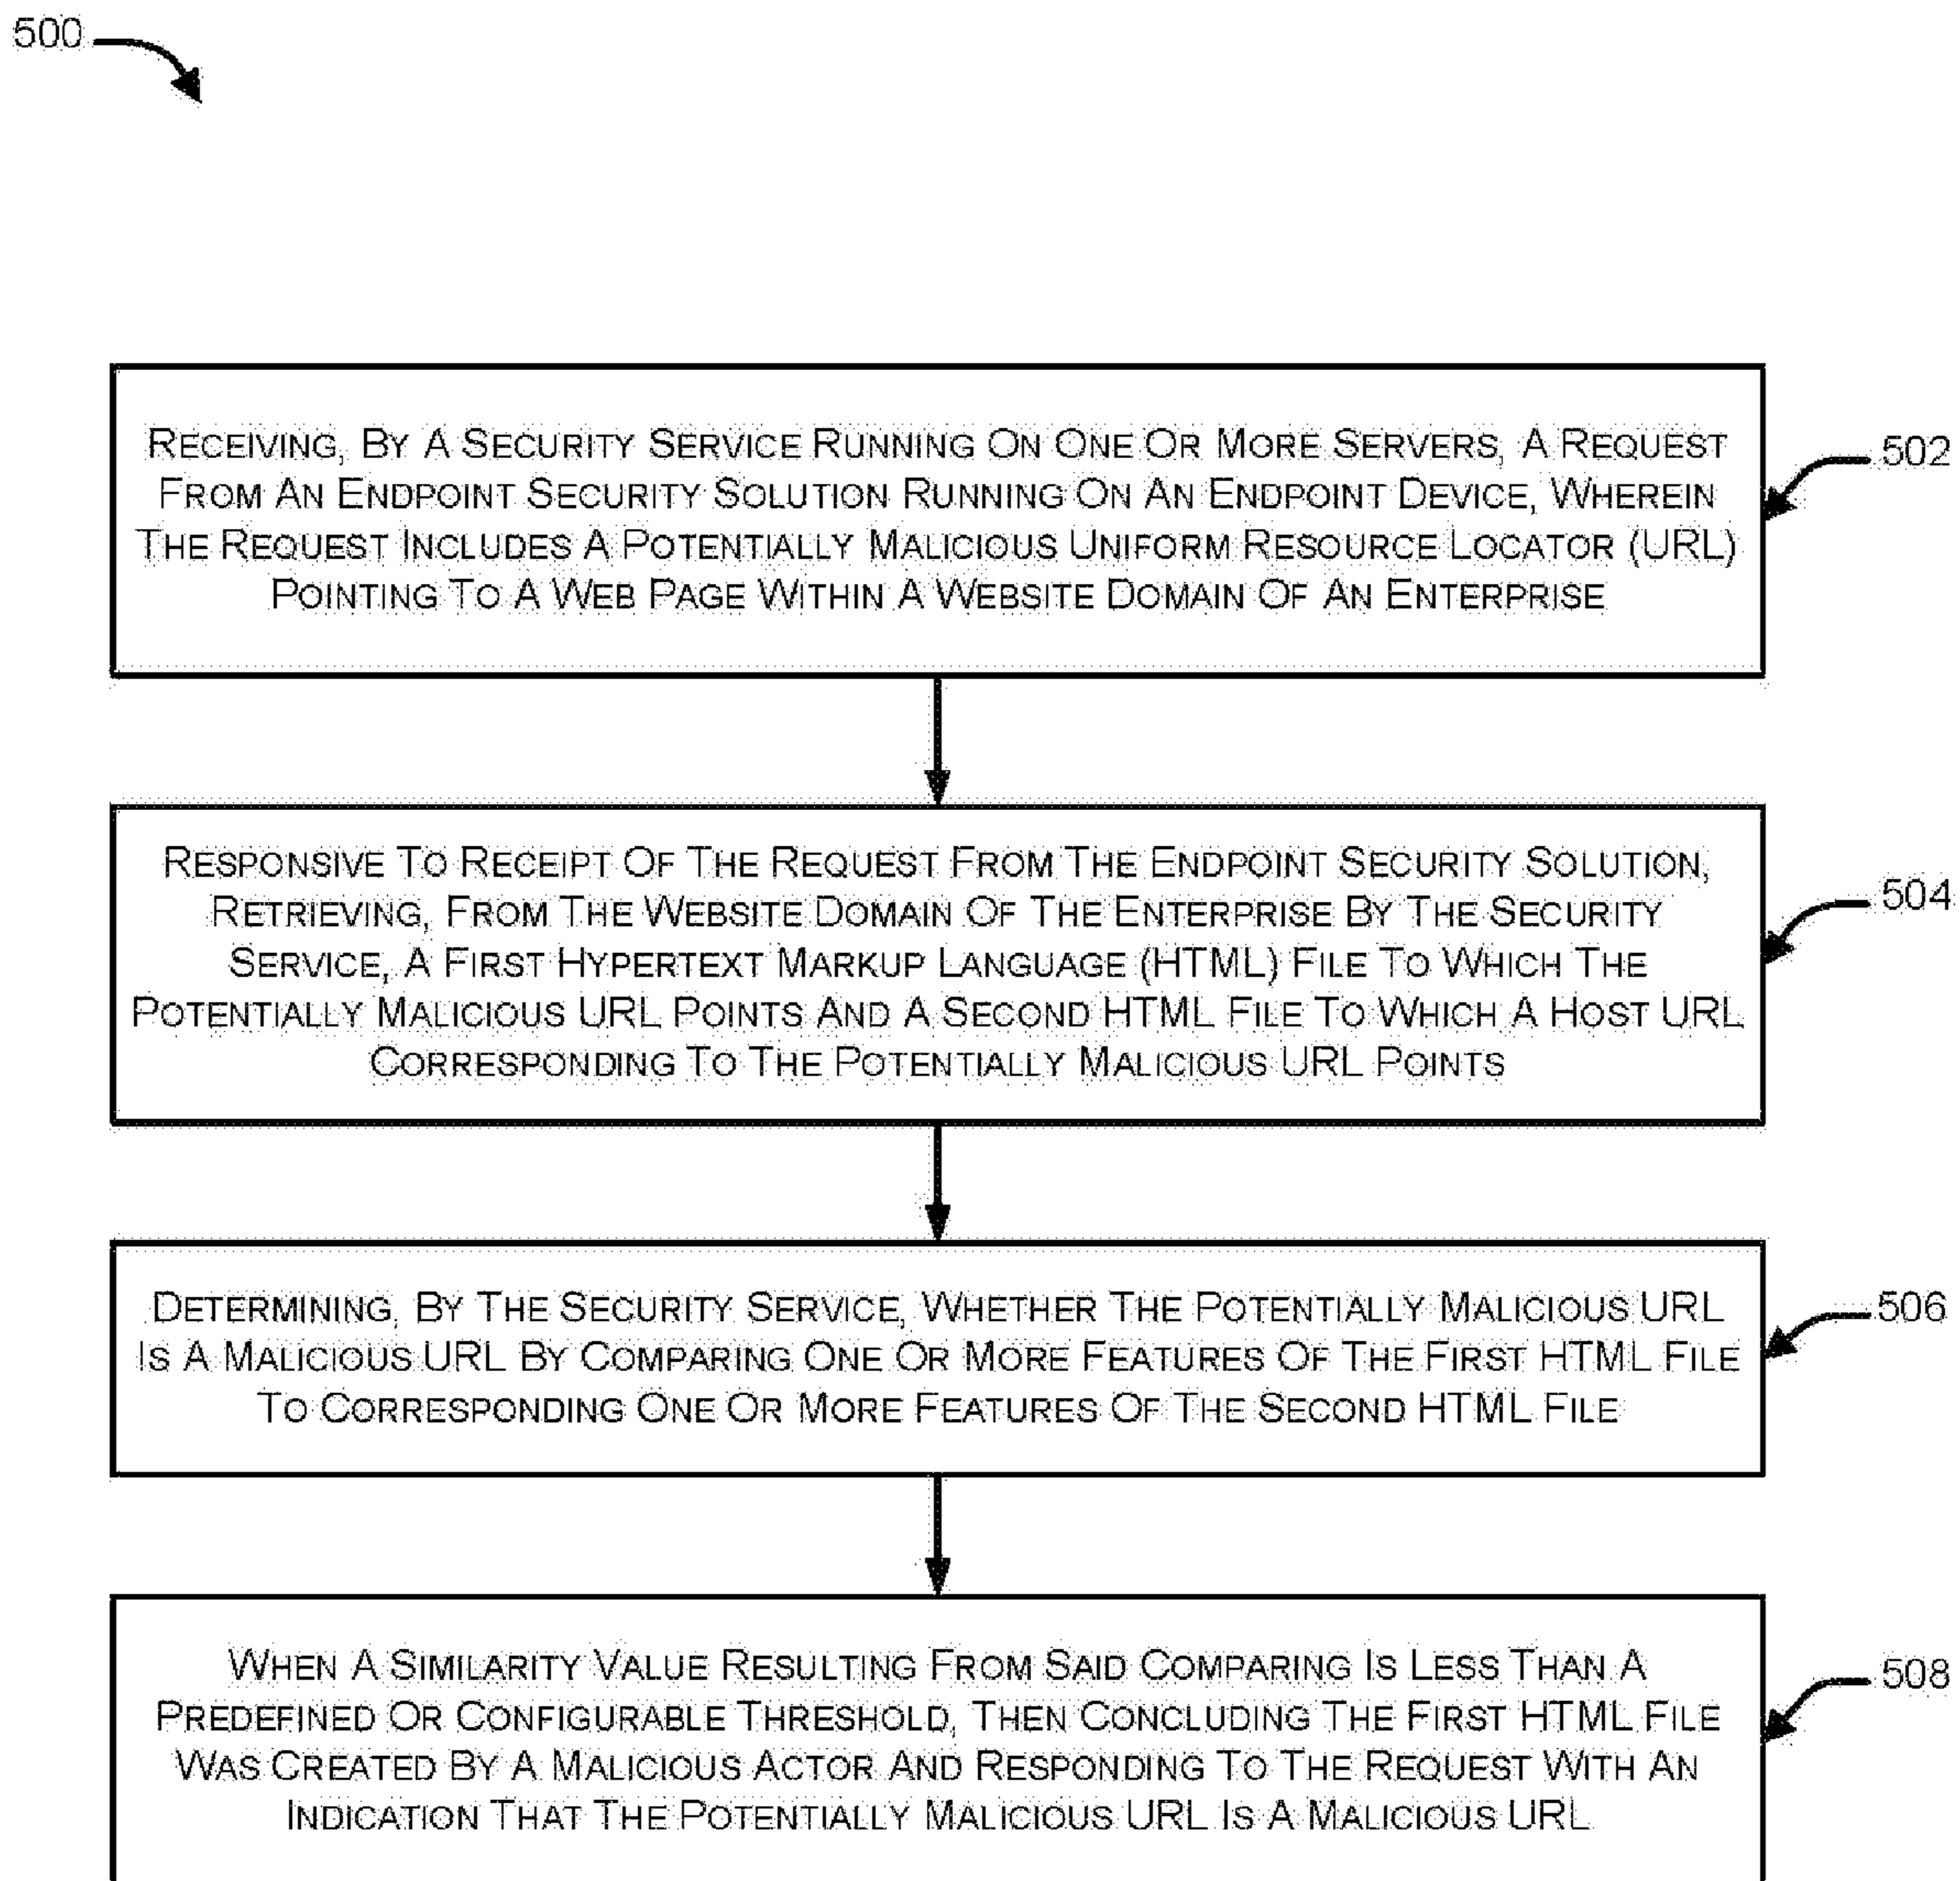 500
RECEIVING, BY A SECURITY SERVICE RUNNING ON ONE OR MORE SERVERS, A REQUEST
FROM AN ENDPOINT SECURITY SOLUTION RUNNING ON AN ENDPOINT DEVICE, WHEREIN
THE REQUEST INCLUDES A POTENTIALLY MALICIOUS UNIFORM RESOURCE LOCATOR (URL)
POINTING TO A WEB PAGE WITHIN A WEBSITE DOMAIN OF AN ENTERPRISE
502
RESPONSIVE TO RECEIPT OF THE REQUEST FROM THE ENDPOINT SECURITY SOLUTION,
RETRIEVING, FROM THE WEBSITE DOMAIN OF THE ENTERPRISE BY THE SECURITY
SERVICE, A FIRST HYPERTEXT MARKUP LANGUAGE (HTML) FILE TO WHICH THE
POTENTIALLY MALICIOUS URL POINTS AND A SECOND HTML FILE TO WHICH A HOST URL
CORRESPONDING TO THE POTENTIALLY MALICIOUS URL POINTS
504
DETERMINING, BY THE SECURITY SERVICE, WHETHER THE POTENTIALLY MALICIOUS URL
IS A MALICIOUS URL BY COMPARING ONE OR MORE FEATURES OF THE FIRST HTML FILE
TO CORRESPONDING ONE OR MORE FEATURES OF THE SECOND HTML FILE
506
WHEN A SIMILARITY VALUE RESULTING FROM SAID COMPARING IS LESS THAN A
PREDEFINED OR CONFIGURABLE THRESHOLD, THEN CONCLUDING THE FIRST HTML FILE
WAS CREATED BY A MALICIOUS ACTOR AND RESPONDING TO THE REQUEST WITH AN
INDICATION THAT THE POTENTIALLY MALICIOUS URL IS A MALICIOUS URL
508